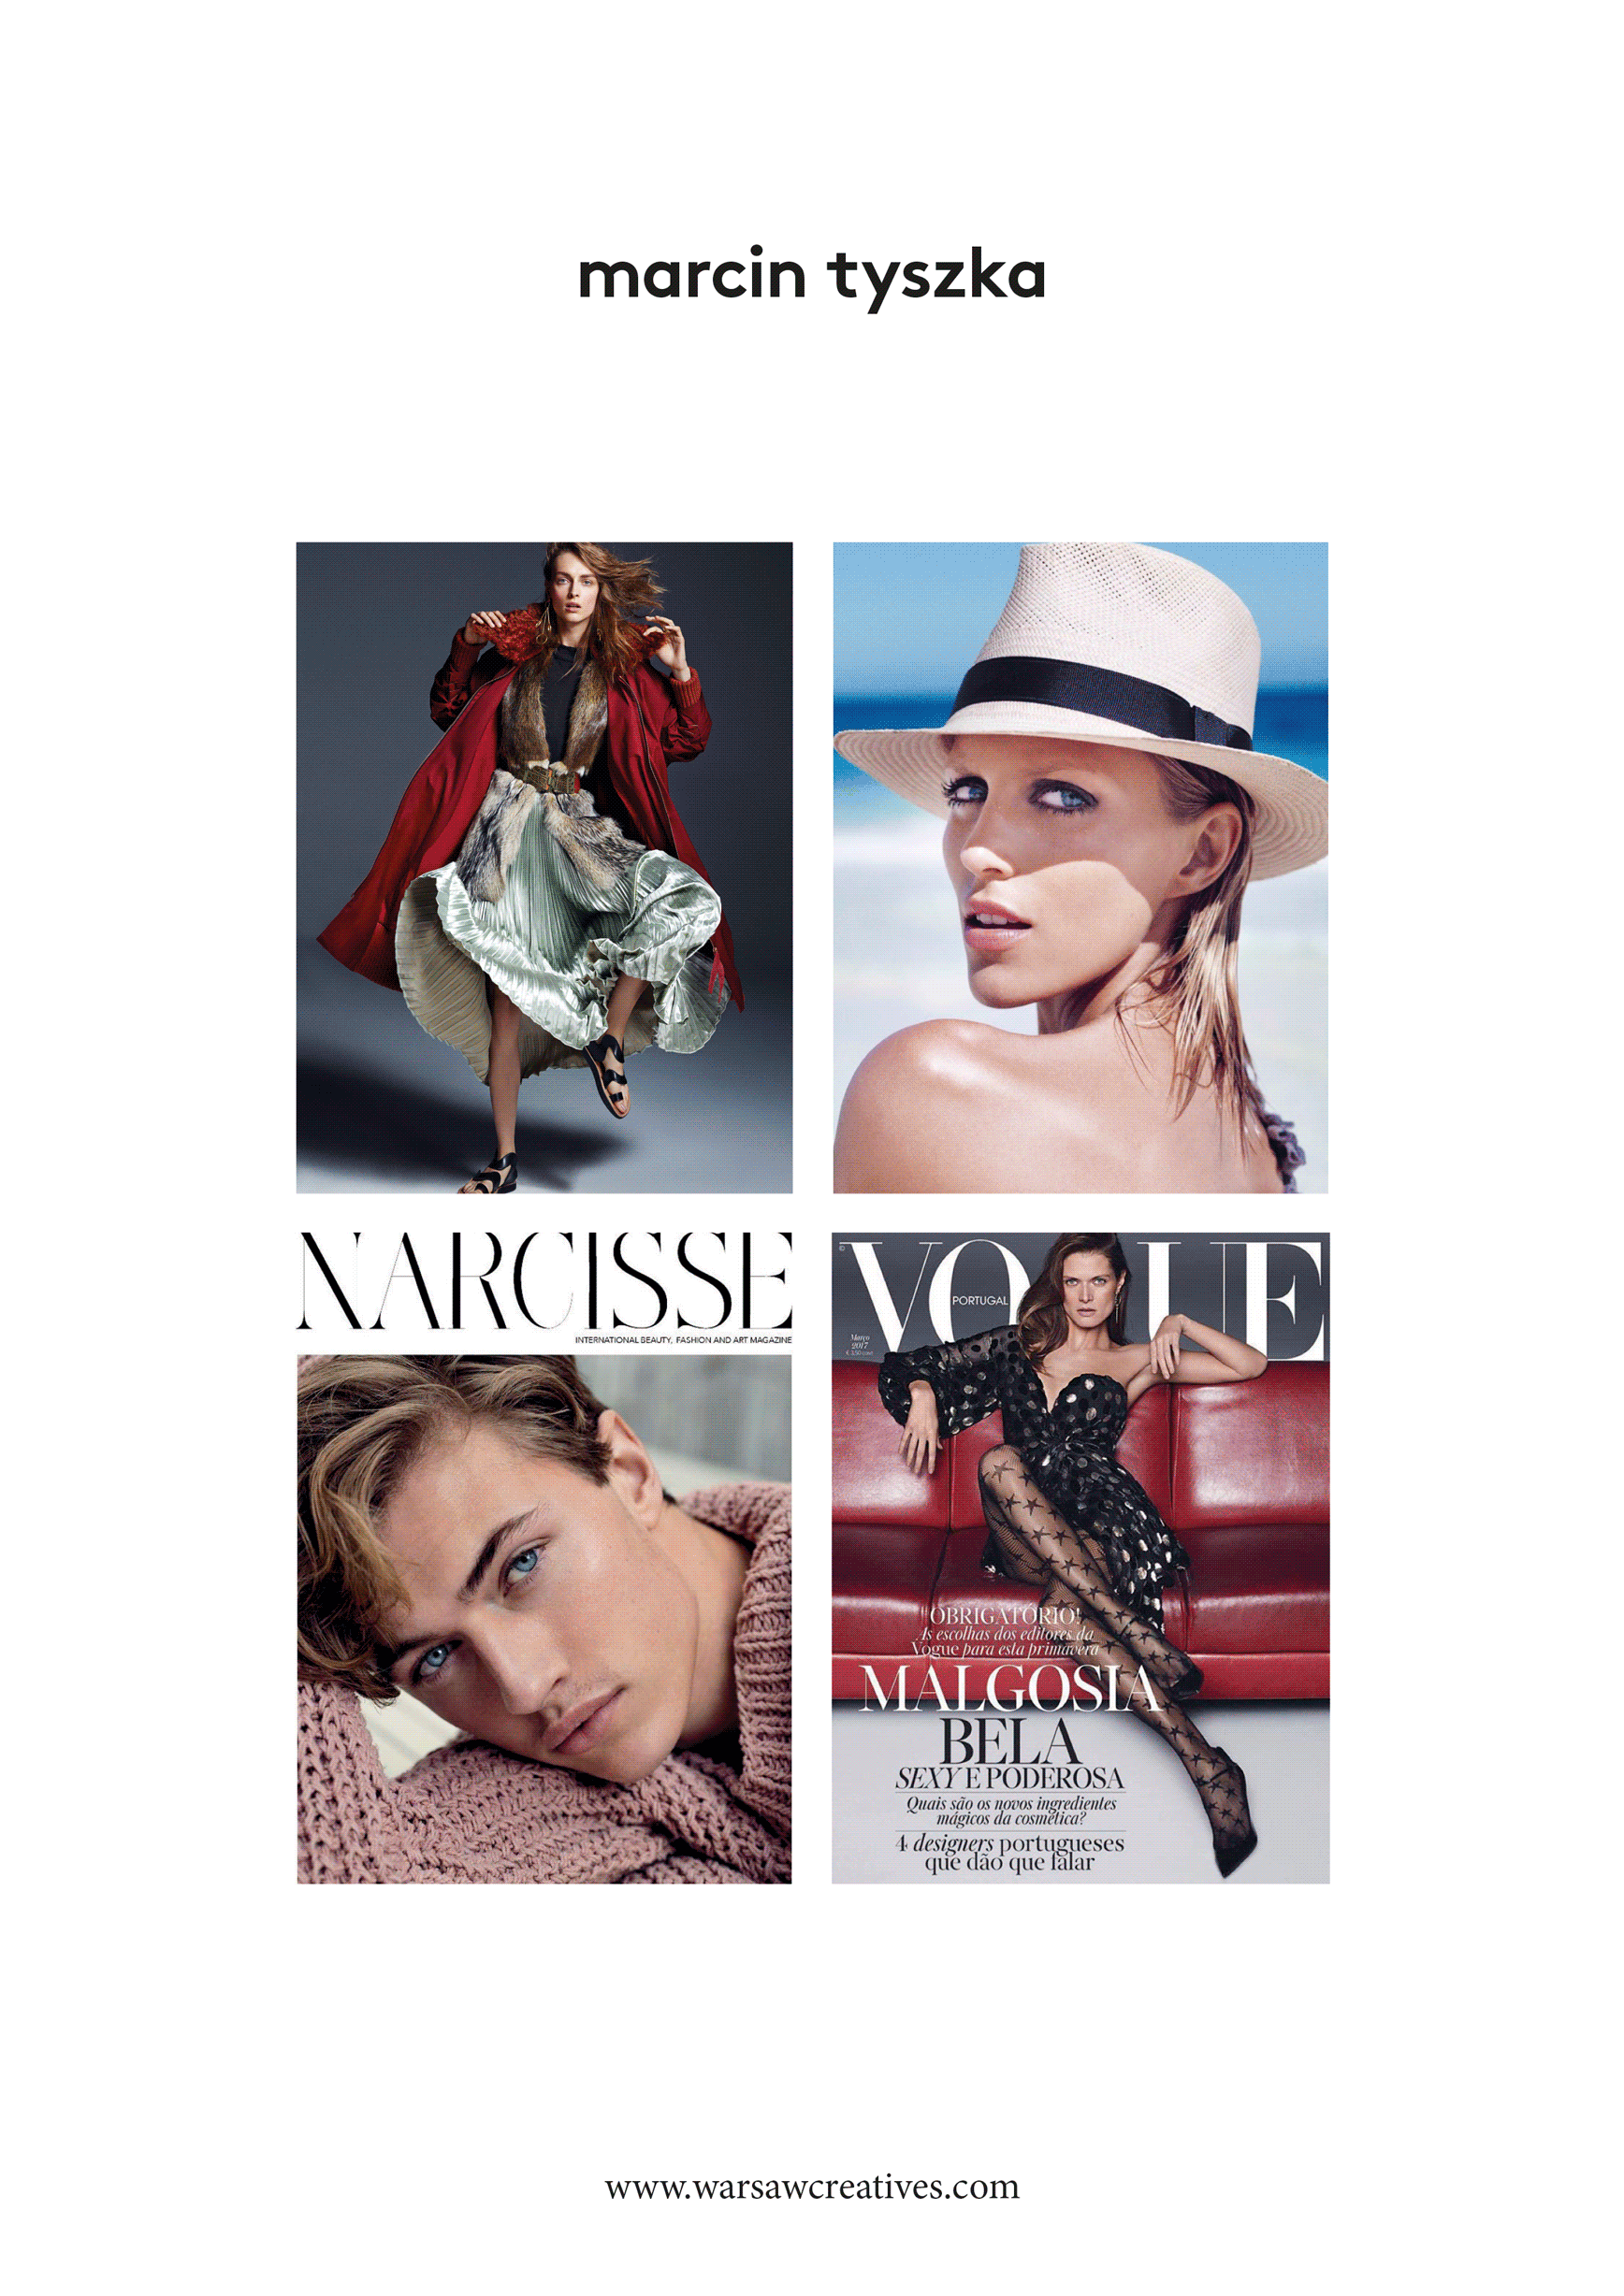 marcin tyszka
NARCISSE
INTERNATIONAL BEAUTY, FASHION AND ART MAGAZINE
VOGUE
PORTUGAL
Março
2017
OBRIGATÓRIO!
As escolhas dos editores da
Vogue para esta primavera
MALGOSIA
BELA
SEXY E PODEROSA
Quais são os novos ingredientes
mágicos da cosmética?
4 designers portugueses
que dão que falar
www.warsawcreatives.com